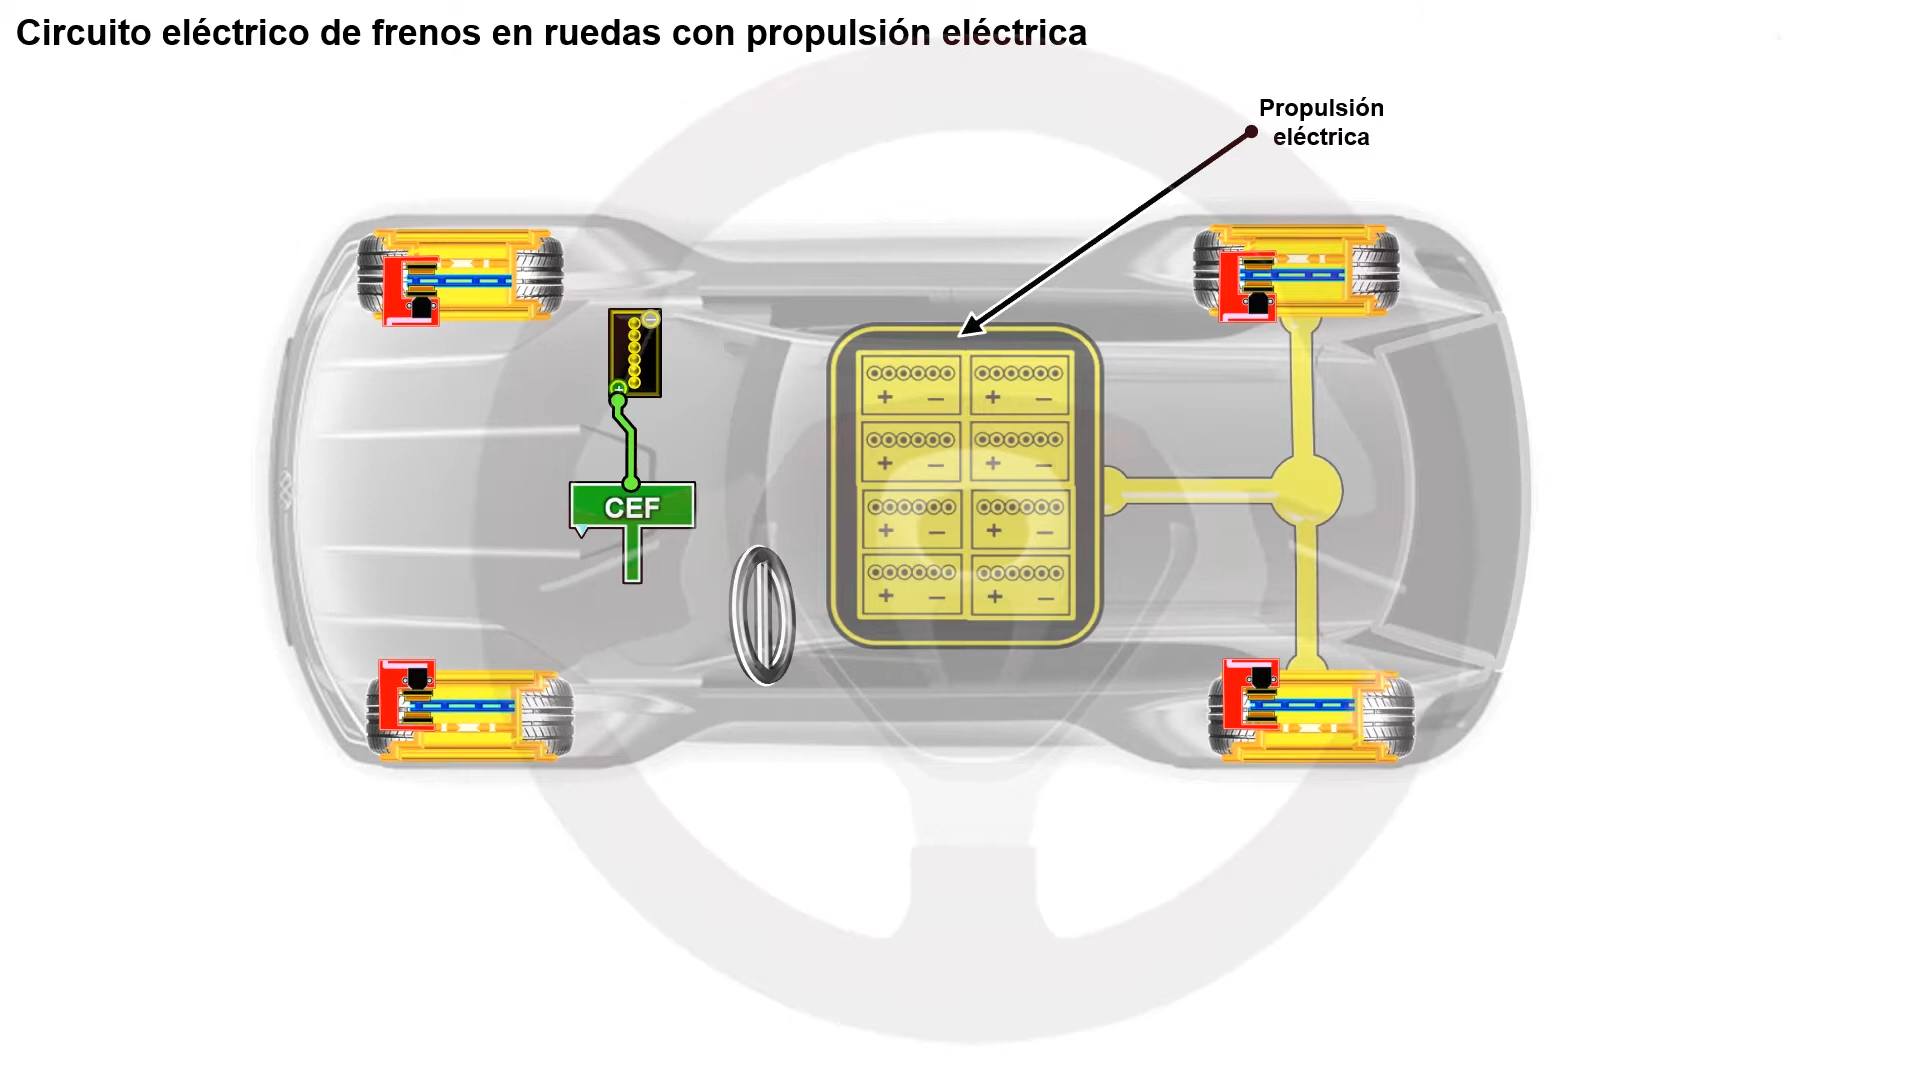 Circuito eléctrico de frenos en ruedas con propulsión eléctrica
Propulsión
eléctrica
CEF